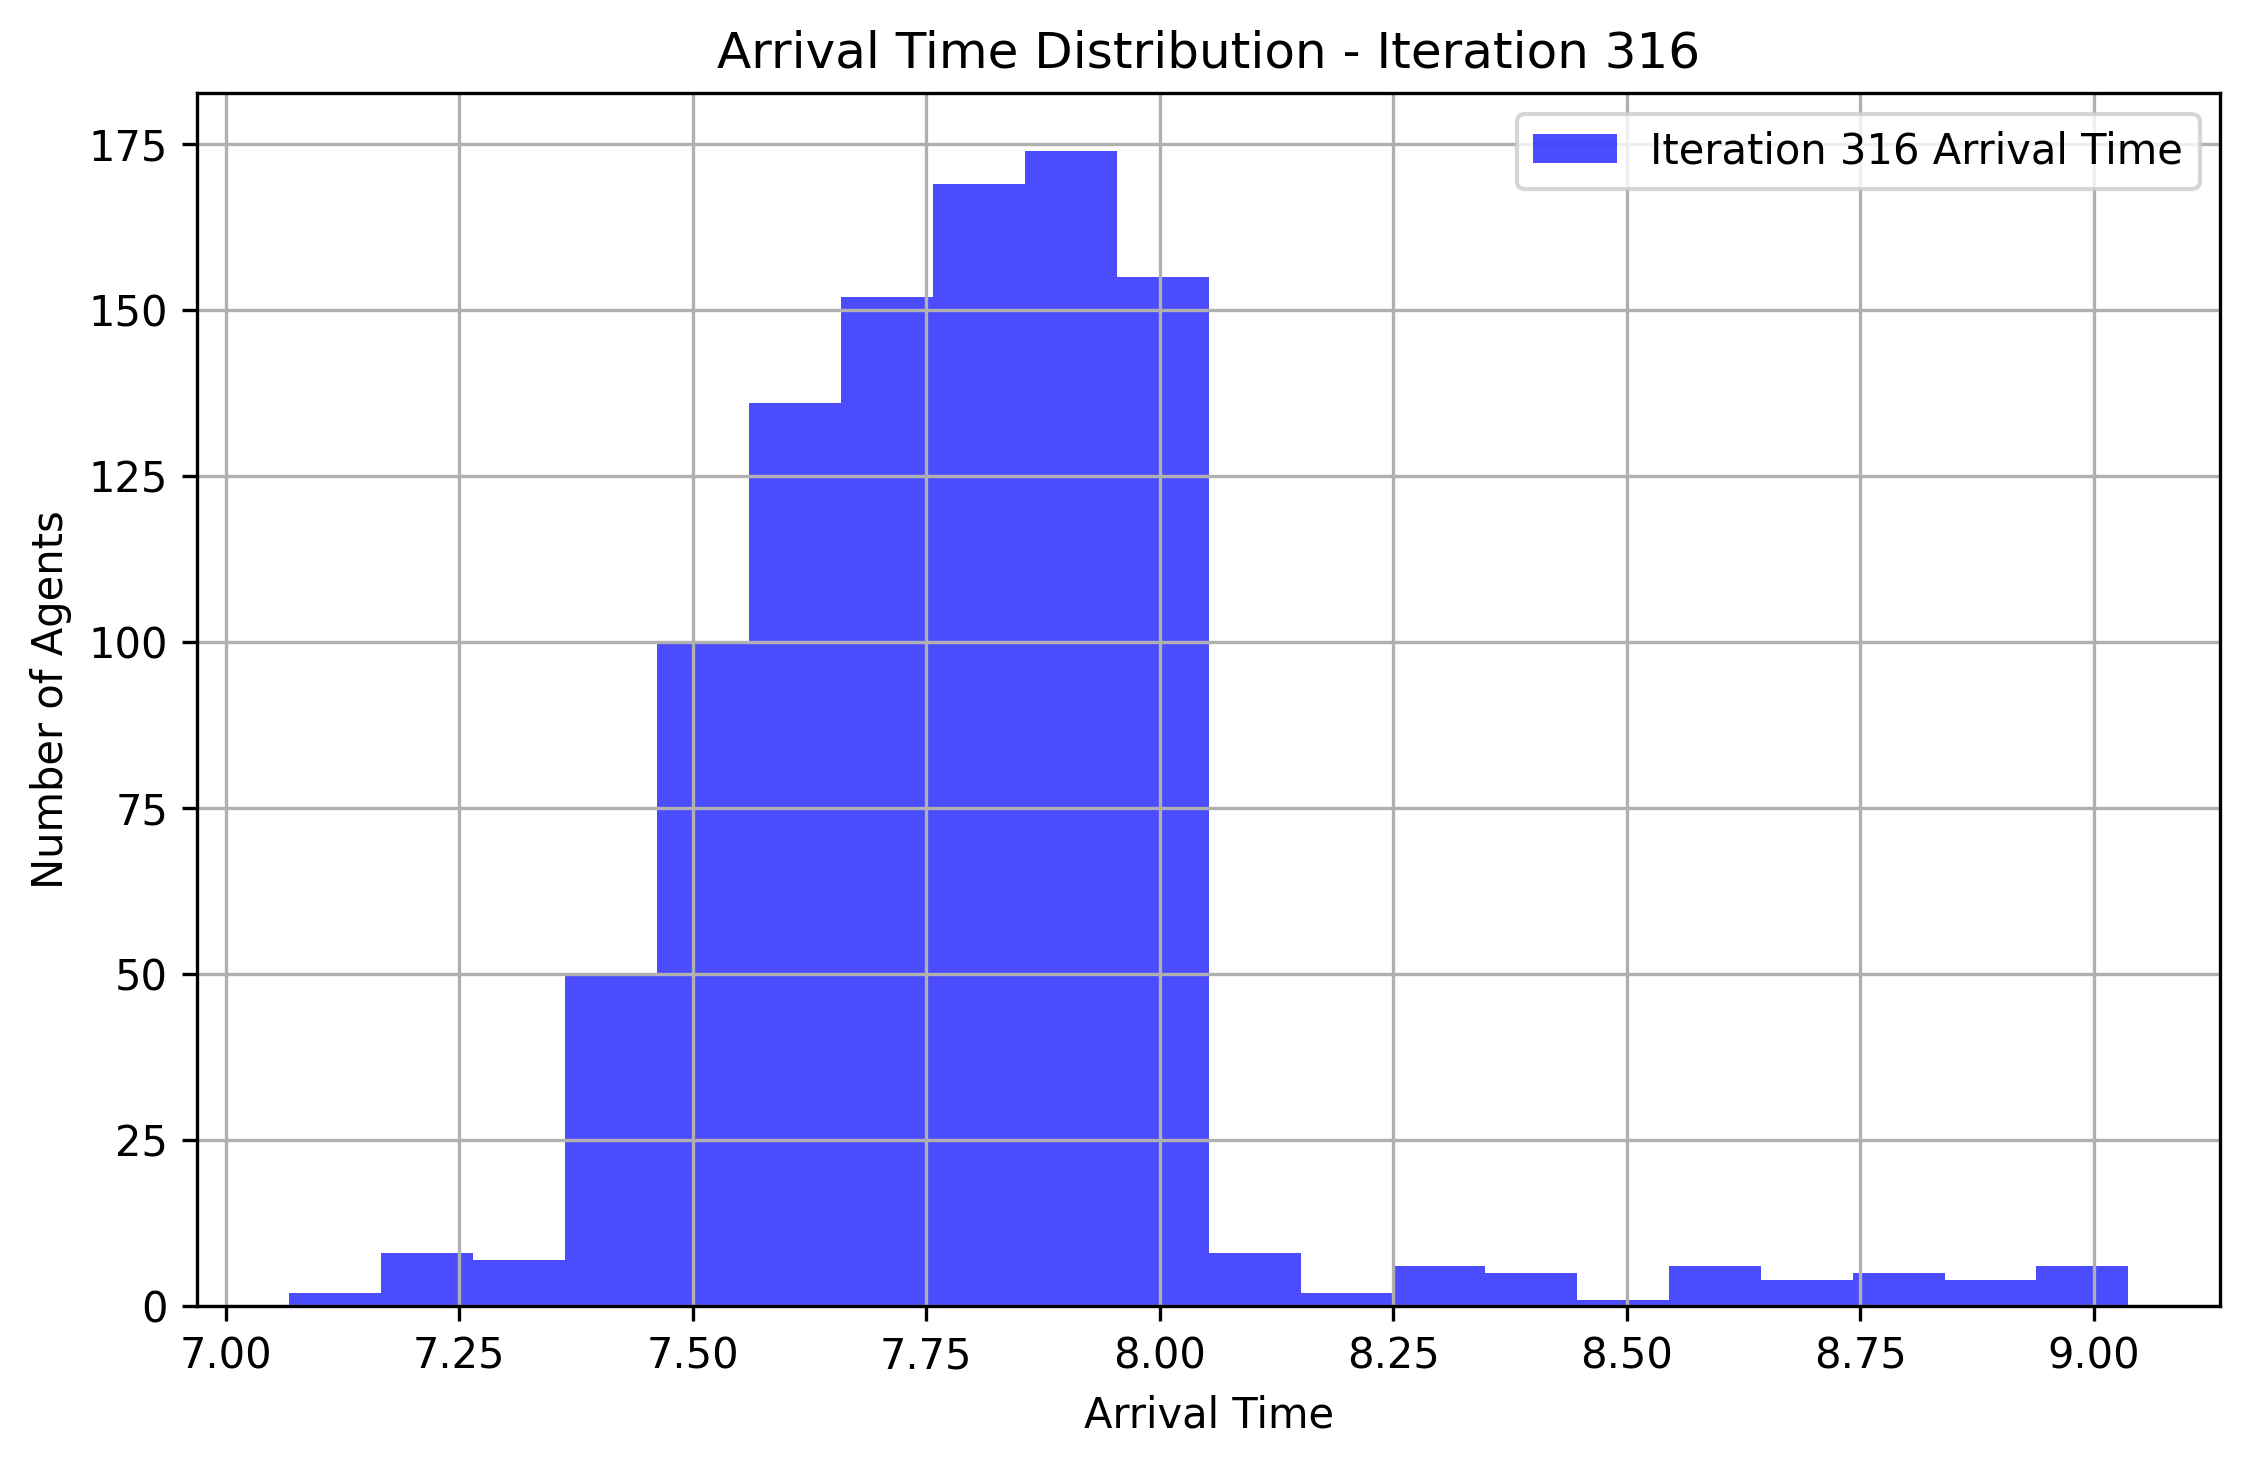 Arrival Time Distribution - Iteration 316
Iteration 316 Arrival Time
Number of Agents
175
150
125
100
75
50
25
0
7.00 7.25 7.50 7.75 8.00 8.25 8.50 8.75 9.00
Arrival Time